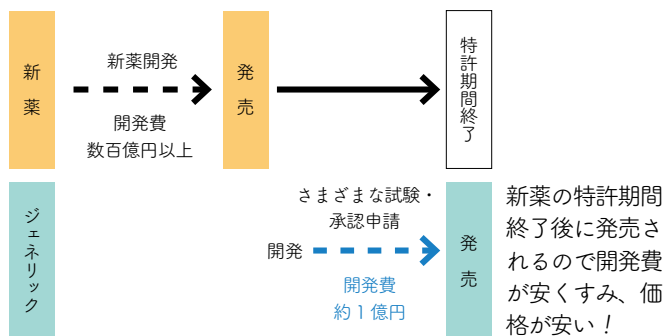 新薬
新薬開発
開発費
数百億円以上
発売
特許期間終了
ジェネリック
さまざまな試験・
承認申請
開発
開発費
約1億円
発売
新薬の特許期間
終了後に発売さ
れるので開発費
が安くすみ、価
格が安い！